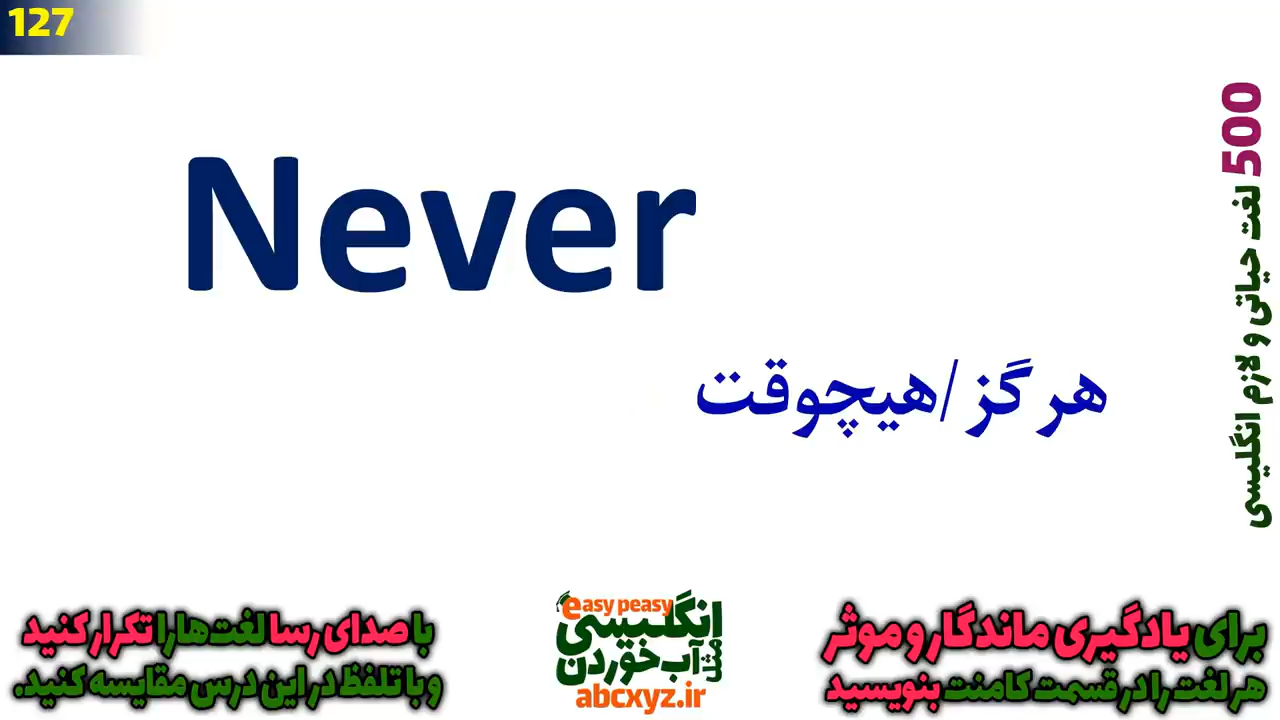 127
Never
هرگز/هیچوقت
500 لغت حیاتی و لازم انگلیسی
برای یادگیری ماندگار و موثر
هر لغت را در قسمت کامنت بنویسید
easy peasy
انگلیسی
مثل
آب خوردن
abcxyz.ir
با صدای رسا لغت‌ها را تکرار کنید
و با تلفظ در این درس مقایسه کنید.